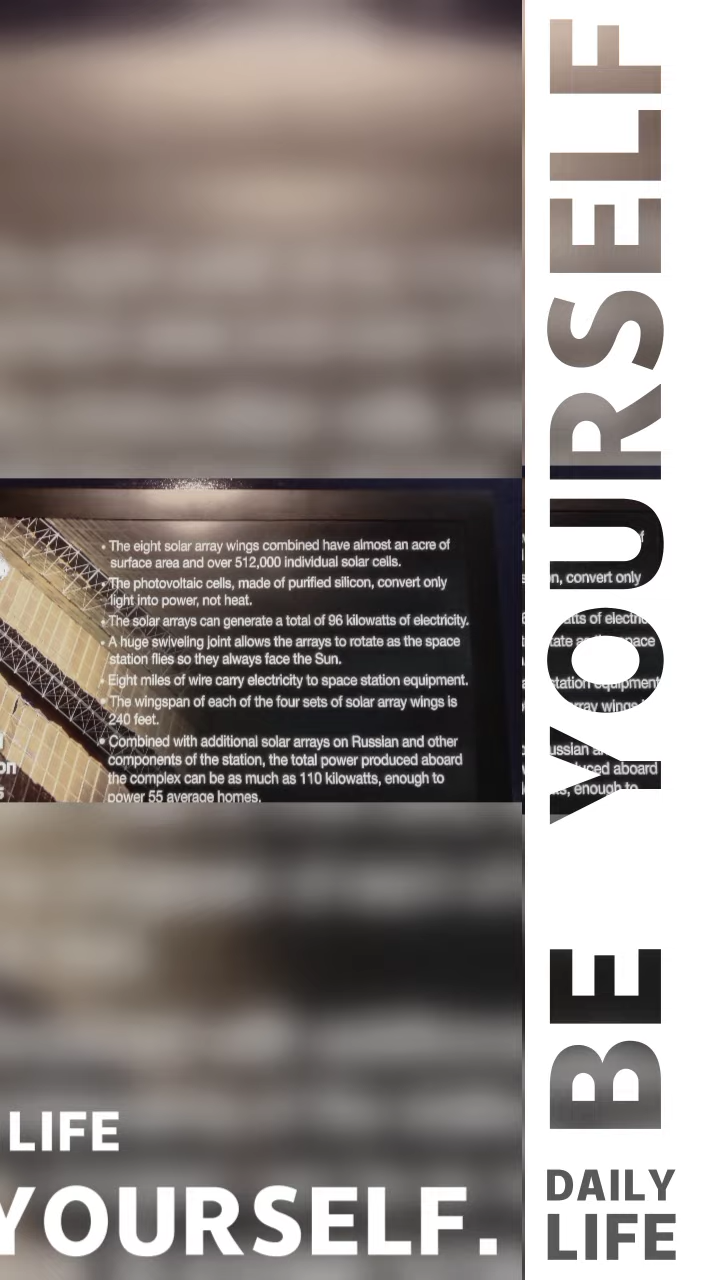 • The eight solar array wings combined have almost an acre of
surface area and over 512,000 individual solar cells.
• The photovoltaic cells, made of purified silicon, convert only
light into power, not heat.
• The solar arrays can generate a total of 96 kilowatts of electricity.
• A huge swiveling joint allows the arrays to rotate as the space
station flies so they always face the Sun.
• Eight miles of wire carry electricity to space station equipment.
• The wingspan of each of the four sets of solar array wings is
240 feet.
• Combined with additional solar arrays on Russian and other
components of the station, the total power produced aboard
the complex can be as much as 110 kilowatts, enough to
power 55 average homes.
LIFE
YOURSELF.
BE YOURSELF
DAILY
LIFE